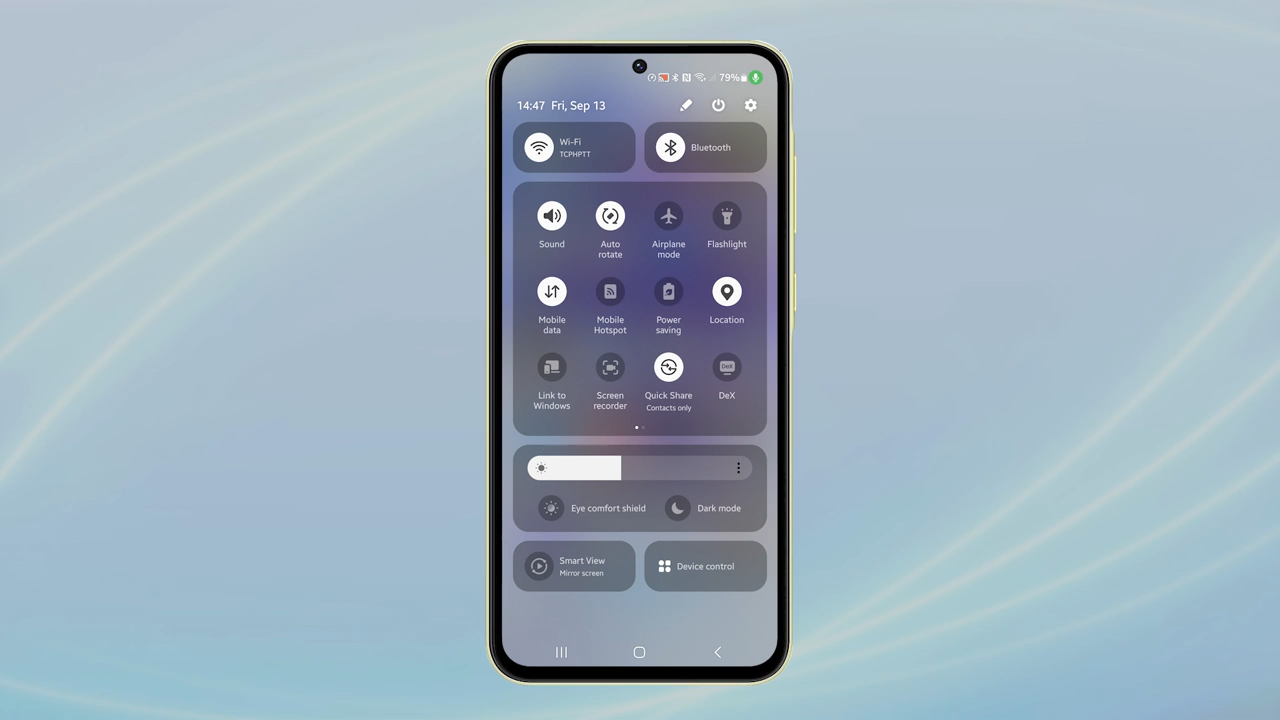 79%
14:47 Fri, Sep 13
Wi-Fi
TCPHPTT
Bluetooth
Sound
Auto
rotate
Airplane
mode
Flashlight
Mobile
data
Mobile
Hotspot
Power
saving
Location
Link to
Windows
Screen
recorder
Quick Share
Contacts only
DeX
DeX
Eye comfort shield
Dark mode
Smart View
Mirror screen
Device control